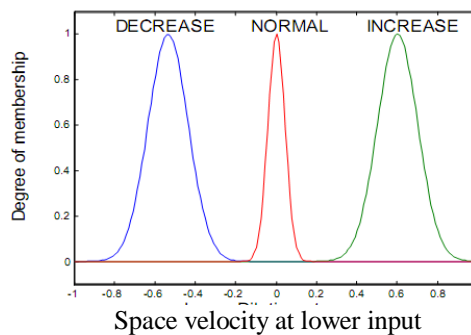 DECREASE NORMAL INCREASE
Degree of membership
1
0.8
0.6
0.4
0.2
0
-1 -0.8 -0.6 -0.4 -0.2 0 0.2 0.4 0.6 0.8
Space velocity at lower input